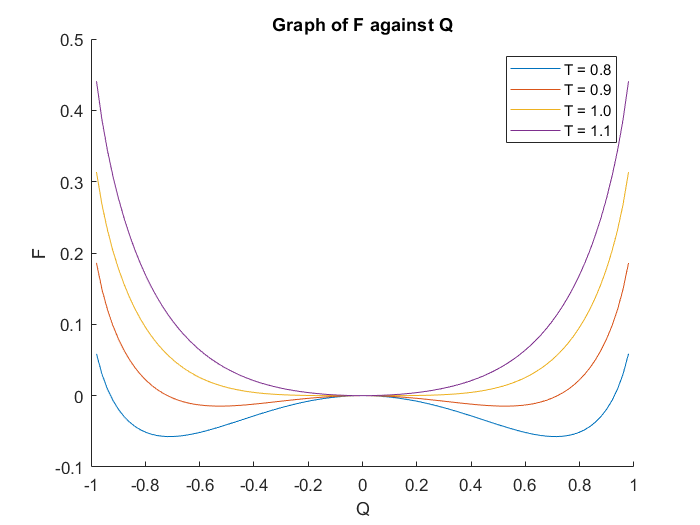 Graph of F against Q
0.5
0.4
0.3
0.2
0.1
0
-0.1
F
T = 0.8
T = 0.9
T = 1.0
T = 1.1
-1 -0.8 -0.6 -0.4 -0.2 0 0.2 0.4 0.6 0.8 1
Q